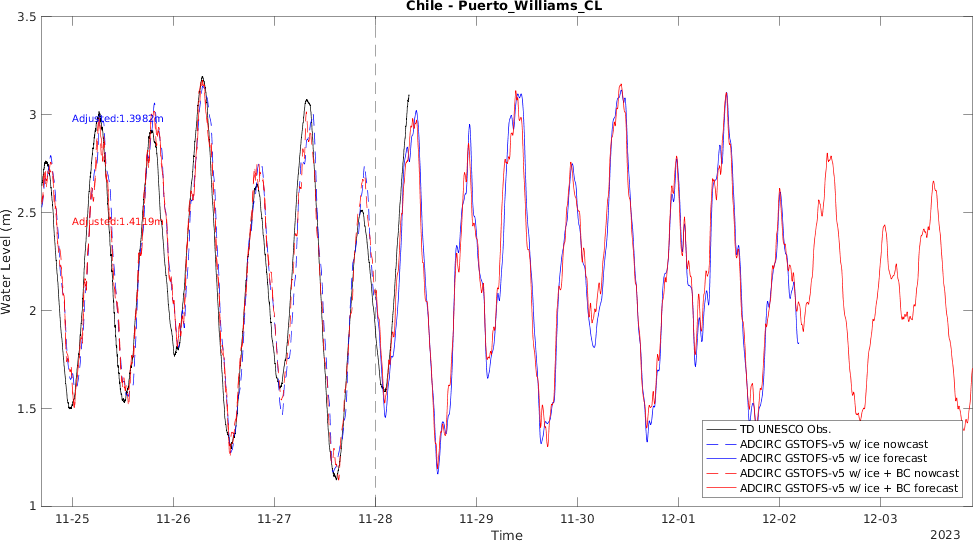 Chile - Puerto_Williams_CL
3.5
3
2.5
2
1.5
1
Water Level (m)
Adjusted:1.3982m
Adjusted:1.4119m
TD UNESCO Obs.
ADCIRC GSTOFS-v5 w/ ice nowcast
ADCIRC GSTOFS-v5 w/ ice forecast
ADCIRC GSTOFS-v5 w/ ice + BC nowcast
ADCIRC GSTOFS-v5 w/ ice + BC forecast
11-25 11-26 11-27 11-28 11-29 11-30 12-01 12-02 12-03
Time
2023